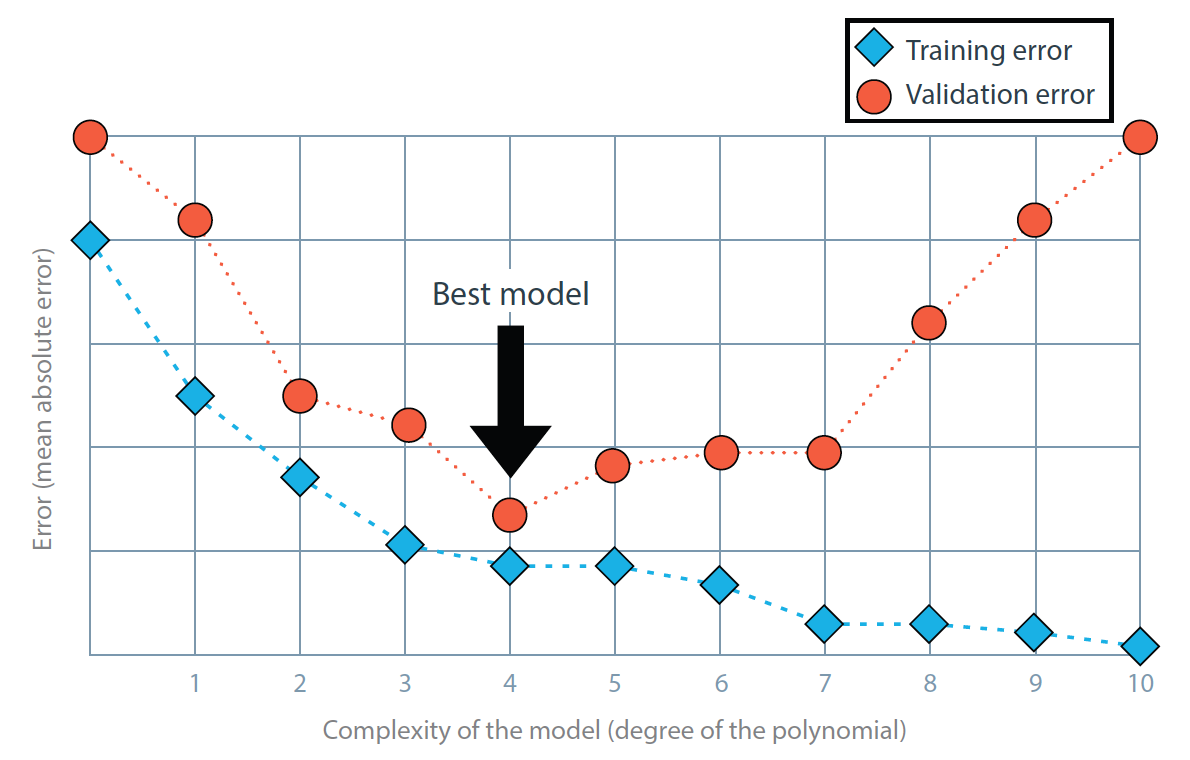 Training error
Validation error
Best model
Error (mean absolute error)
1 2 3 4 5 6 7 8 9 10
Complexity of the model (degree of the polynomial)